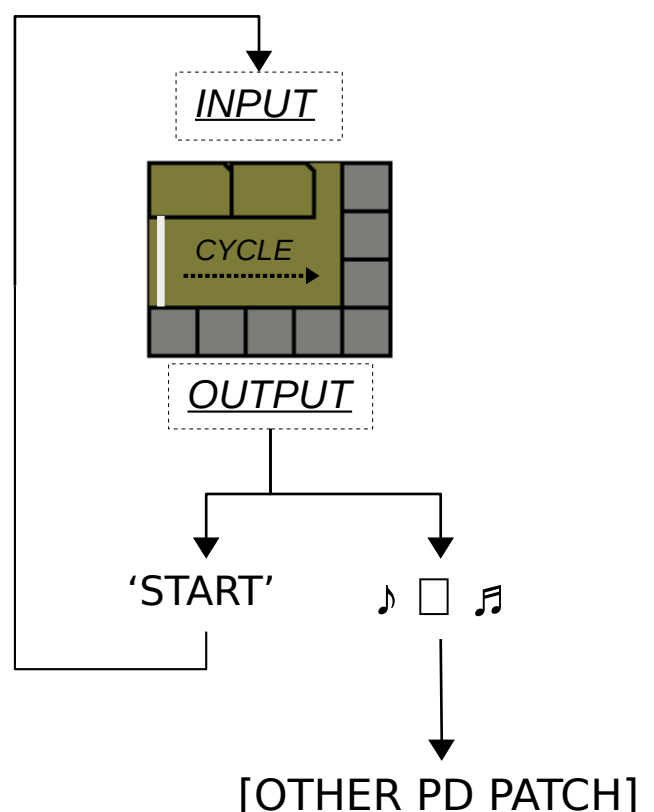 INPUT
CYCLE
OUTPUT
‘START’
♪ □ ♬
[OTHER PD PATCH]